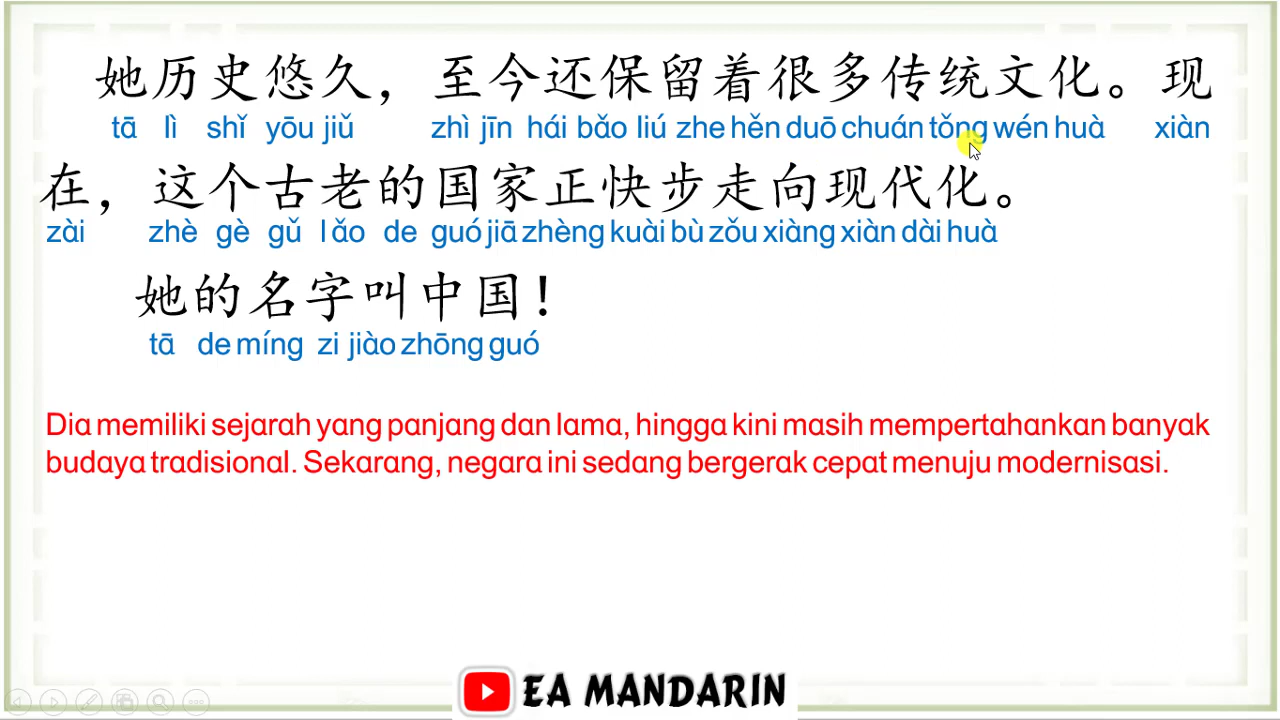 她历史悠久，至今还保留着很多传统文化。现
tā lì shǐ yōu jiǔ zhì jīn hái bǎo liú zhe hěn duō chuán tǒng wén huà xiàn
在，这个古老的国家正快步走向现代化。
zài zhè gè gǔ lǎo de guó jiā zhèng kuài bù zǒu xiàng xiàn dài huà
她的名字叫中国！
tā de míng zi jiào zhōng guó
Dia memiliki sejarah yang panjang dan lama, hingga kini masih mempertahankan banyak
budaya tradisional. Sekarang, negara ini sedang bergerak cepat menuju modernisasi.
EA MANDARIN